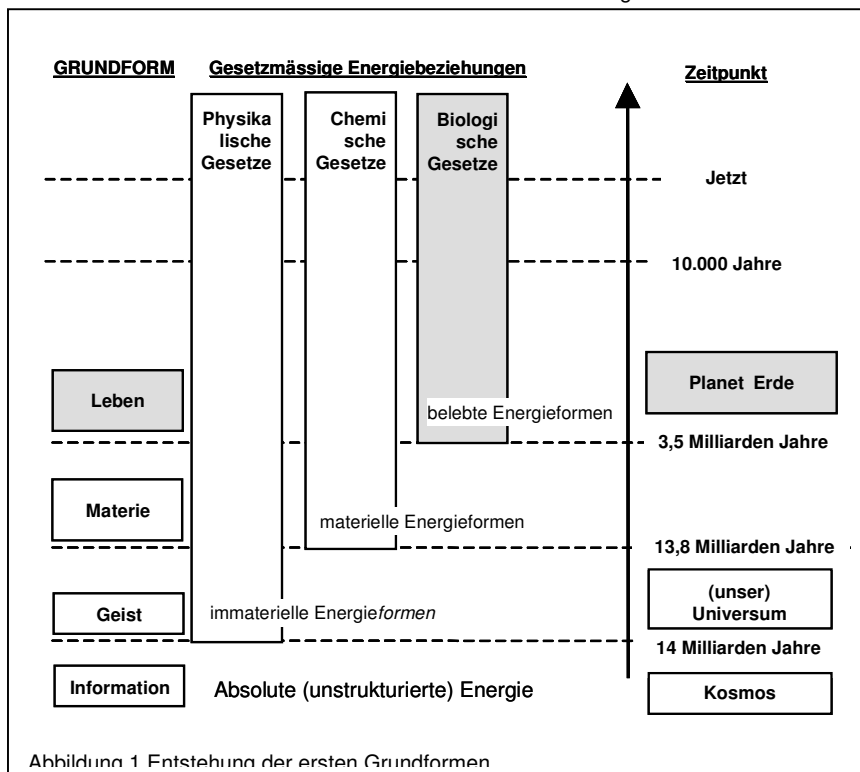 GRUNDFORM
Gesetzmässige Energiebeziehungen
Zeitpunkt
Physika
lische
Gesetze
Chemi
sche
Gesetze
Biologi
sche
Gesetze
Jetzt
10.000 Jahre
Leben
Planet Erde
belebte Energieformen
3,5 Milliarden Jahre
Materie
materielle Energieformen
13,8 Milliarden Jahre
Geist
immaterielle Energieformen
(unser)
Universum
14 Milliarden Jahre
Information
Absolute (unstrukturierte) Energie
Kosmos
Abbildung 1 Entstehung der ersten Grundformen